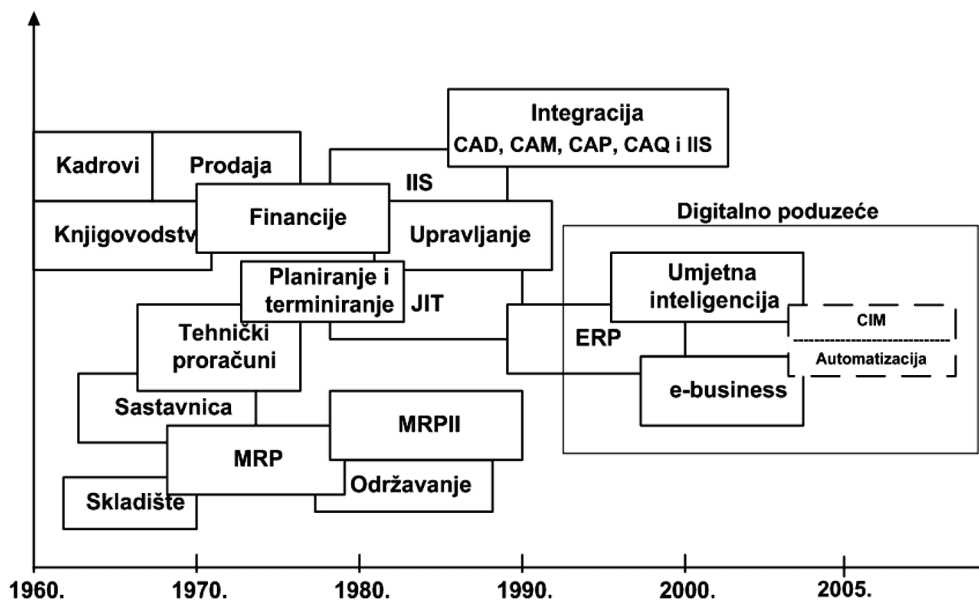 Integracija
CAD, CAM, CAP, CAQ i IIS
Kadrovi
Prodaja
IIS
Financije
Knjigovodstv
Upravljanje
Digitalno poduzeće
Planiranje i
terminiranje
JIT
Umjetna
inteligencija
Tehnički
proračuni
ERP
CIM
Automatizacija
e-business
Sastavnica
MRPII
MRP
Održavanje
Skladište
1960.
1970.
1980.
1990.
2000.
2005.